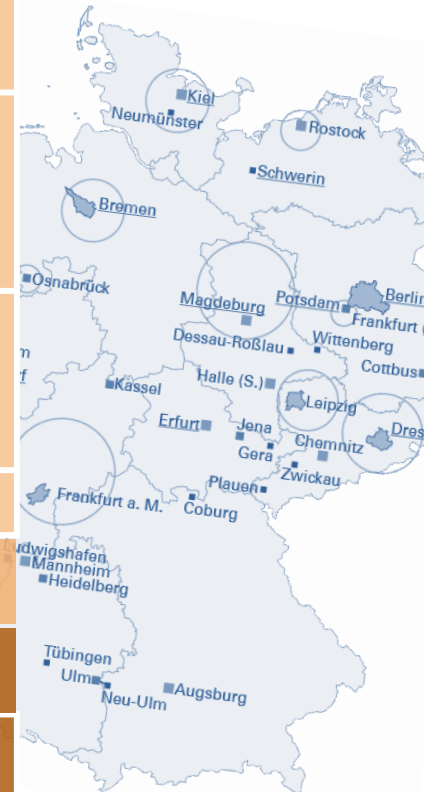 Kiel
Neumünster
Rostock
Schwerin
Bremen
Osnabrück
Magdeburg
Potsdam
Berlin
Frankfurt (
Dessau-Roßlau
Wittenberg
Cottbus
Kassel
Halle (S.)
Leipzig
Erfurt
Jena
Gera
Chemnitz
Dres
Zwickau
Plauen
Frankfurt a. M.
Coburg
Ludwigshafen
Mannheim
Heidelberg
Tübingen
Ulm
Neu-Ulm
Augsburg